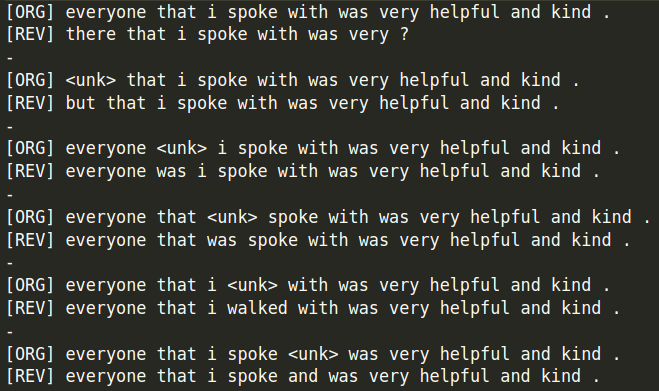 [ORG] everyone that i spoke with was very helpful and kind .
[REV] there that i spoke with was very ?
-
[ORG] <unk> that i spoke with was very helpful and kind .
[REV] but that i spoke with was very helpful and kind .
-
[ORG] everyone <unk> i spoke with was very helpful and kind .
[REV] everyone was i spoke with was very helpful and kind .
-
[ORG] everyone that <unk> spoke with was very helpful and kind .
[REV] everyone that was spoke with was very helpful and kind .
-
[ORG] everyone that i <unk> with was very helpful and kind .
[REV] everyone that i walked with was very helpful and kind .
-
[ORG] everyone that i spoke <unk> was very helpful and kind .
[REV] everyone that i spoke and was very helpful and kind .